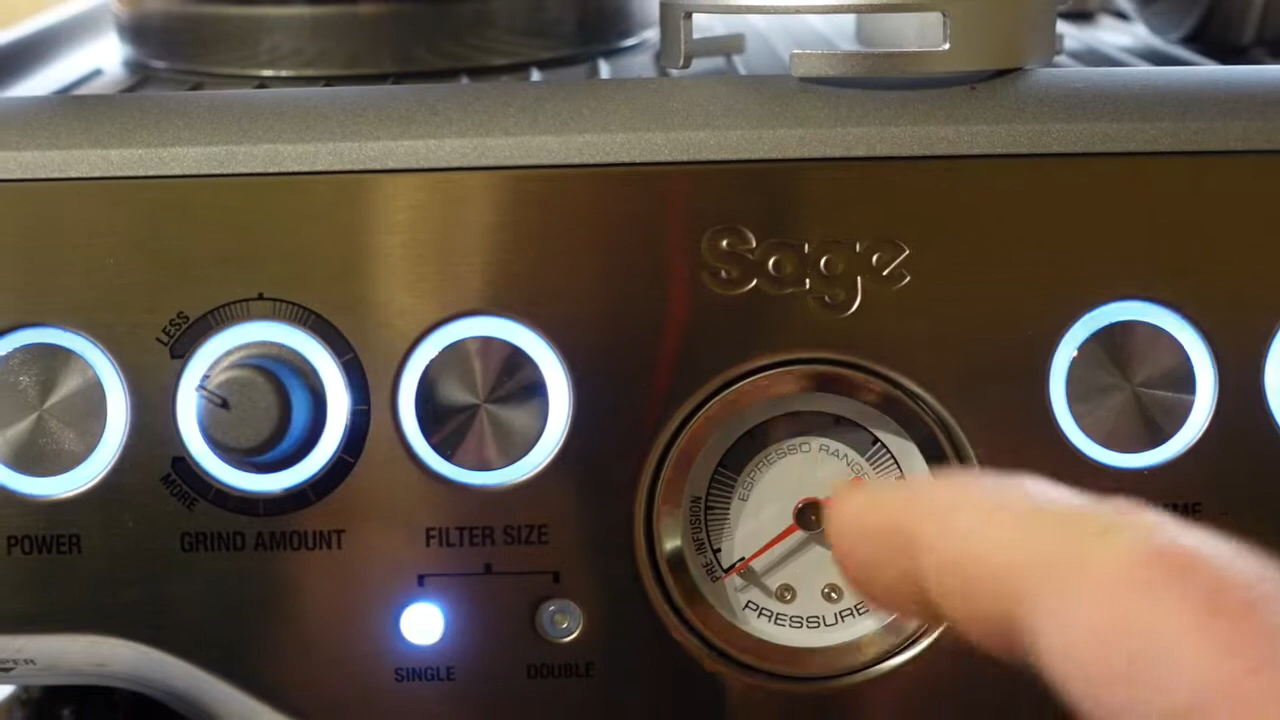 Sage
LESS
MORE
POWER
GRIND AMOUNT
FILTER SIZE
SINGLE
DOUBLE
ESPRESSO RANGE
PRE-INFUSION
PRESSURE